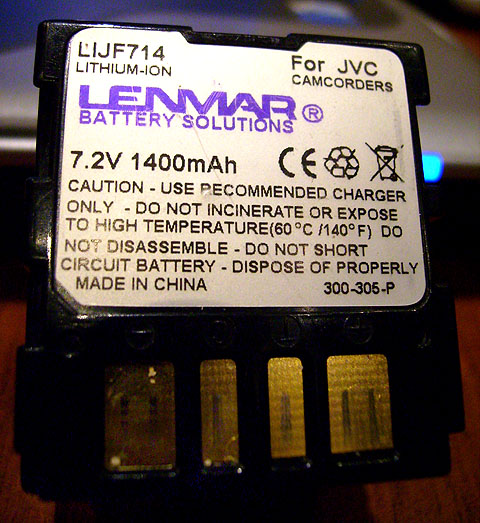 LIJF714
LITHIUM-ION
For JVC
CAMCORDERS
LENMAR®
BATTERY SOLUTIONS
7.2V 1400mAh CE
CAUTION - USE RECOMMENDED CHARGER
ONLY - DO NOT INCINERATE OR EXPOSE
TO HIGH TEMPERATURE(60°C/140°F) DO
NOT DISASSEMBLE - DO NOT SHORT
CIRCUIT BATTERY - DISPOSE OF PROPERLY
MADE IN CHINA 300-305-P